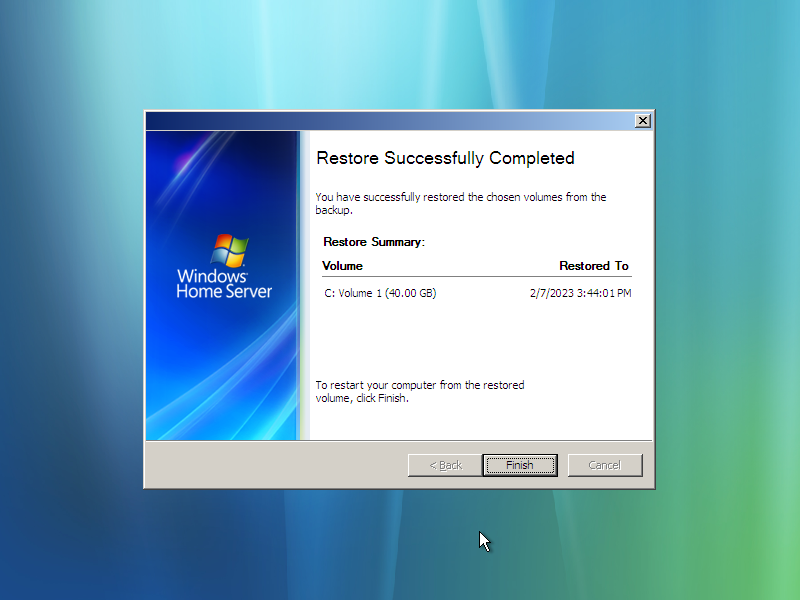 Restore Successfully Completed
You have successfully restored the chosen volumes from the
backup.
Restore Summary:
Volume Restored To
C: Volume 1 (40.00 GB) 2/7/2023 3:44:01 PM
Windows
Home Server
To restart your computer from the restored
volume, click Finish.
< Back Finish Cancel